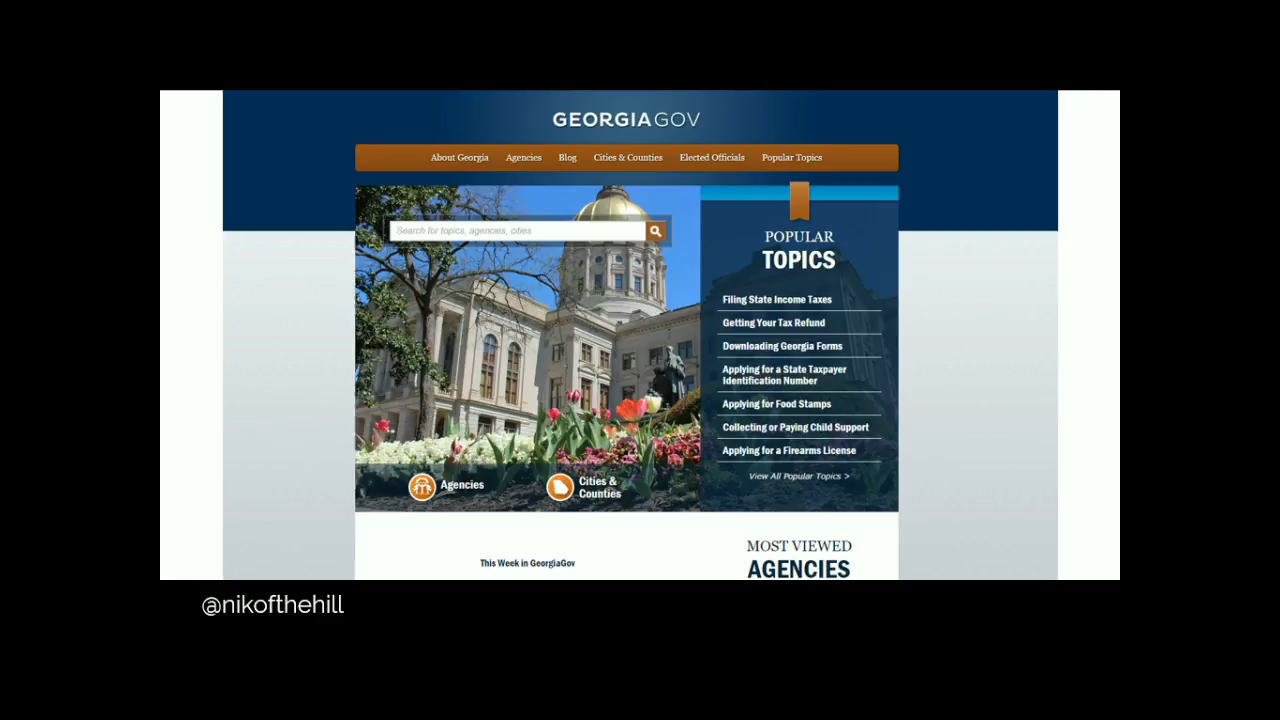 GEORGIAGOV
About Georgia Agencies Blog Cities & Counties Elected Officials Popular Topics
Search for topics, agencies, cities
POPULAR
TOPICS
Filing State Income Taxes
Getting Your Tax Refund
Downloading Georgia Forms
Applying for a State Taxpayer
Identification Number
Applying for Food Stamps
Collecting or Paying Child Support
Applying for a Firearms License
View All Popular Topics >
Agencies
Cities &
Counties
This Week in GeorgiaGov
MOST VIEWED
AGENCIES
@nikofthehill